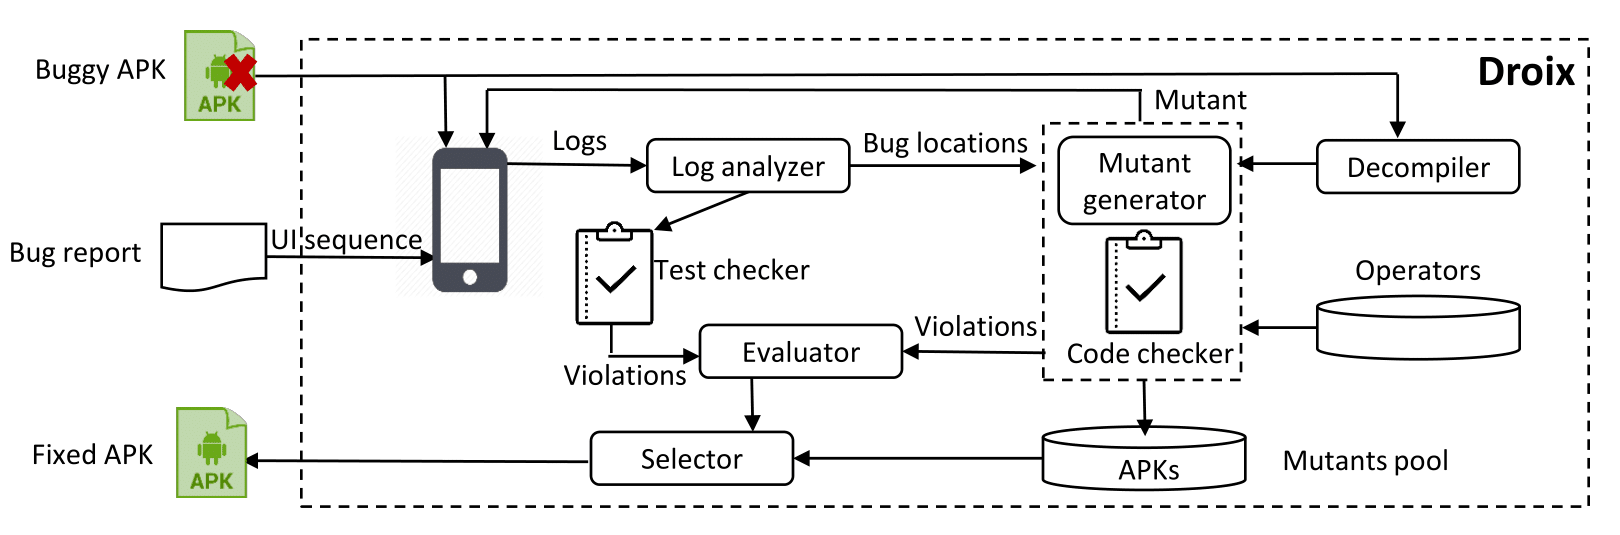 Buggy APK
APK
Droix
Mutant
Logs
Log analyzer
Bug locations
Mutant
generator
Decompiler
Bug report
UI sequence
Test checker
Operators
Violations
Evaluator
Code checker
Violations
Fixed APK
APK
Selector
APKs
Mutants pool